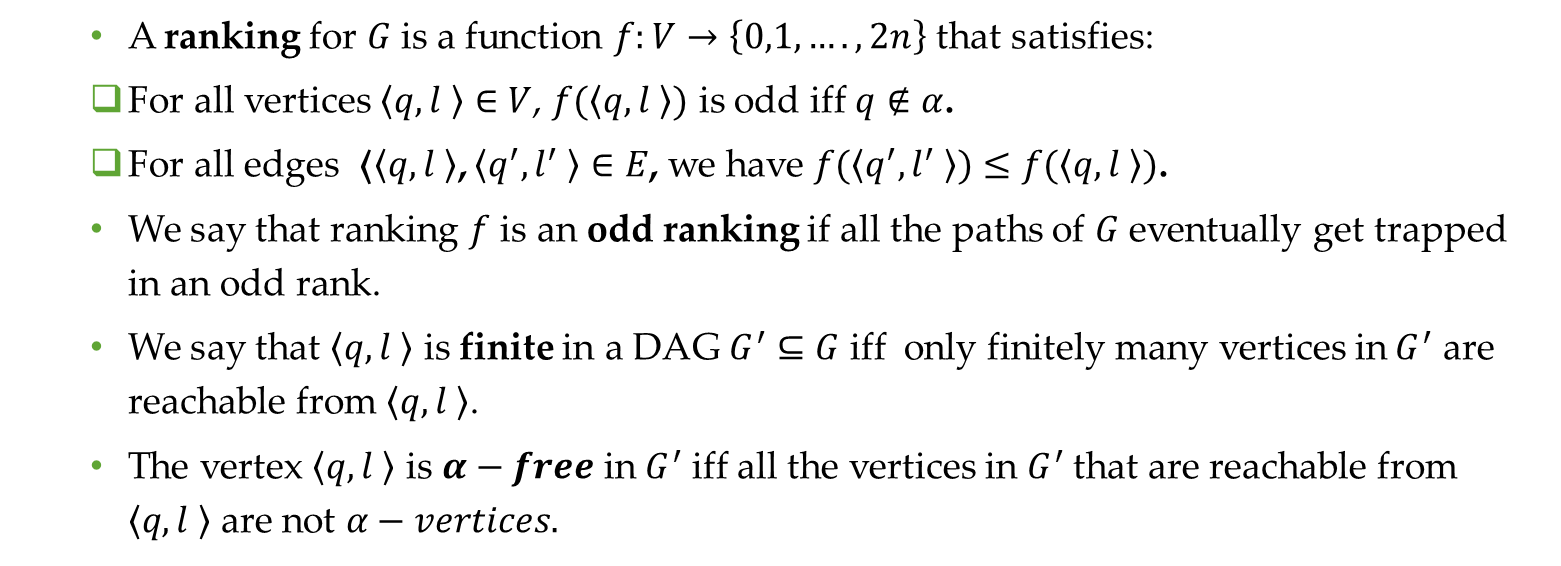 • A ranking for G is a function f: V → {0,1, … . , 2n} that satisfies:
❑ For all vertices ⟨q, l ⟩ ∈ V, f(⟨q, l ⟩) is odd iff q ∉ α.
❑ For all edges ⟨⟨q, l ⟩, ⟨q′, l′ ⟩ ∈ E, we have f(⟨q′, l′ ⟩) ≤ f(⟨q, l ⟩).
• We say that ranking f is an odd ranking if all the paths of G eventually get trapped
in an odd rank.
• We say that ⟨q, l ⟩ is finite in a DAG G′ ⊆ G iff only finitely many vertices in G′ are
reachable from ⟨q, l ⟩.
• The vertex ⟨q, l ⟩ is α − free in G′ iff all the vertices in G′ that are reachable from
⟨q, l ⟩ are not α − vertices.